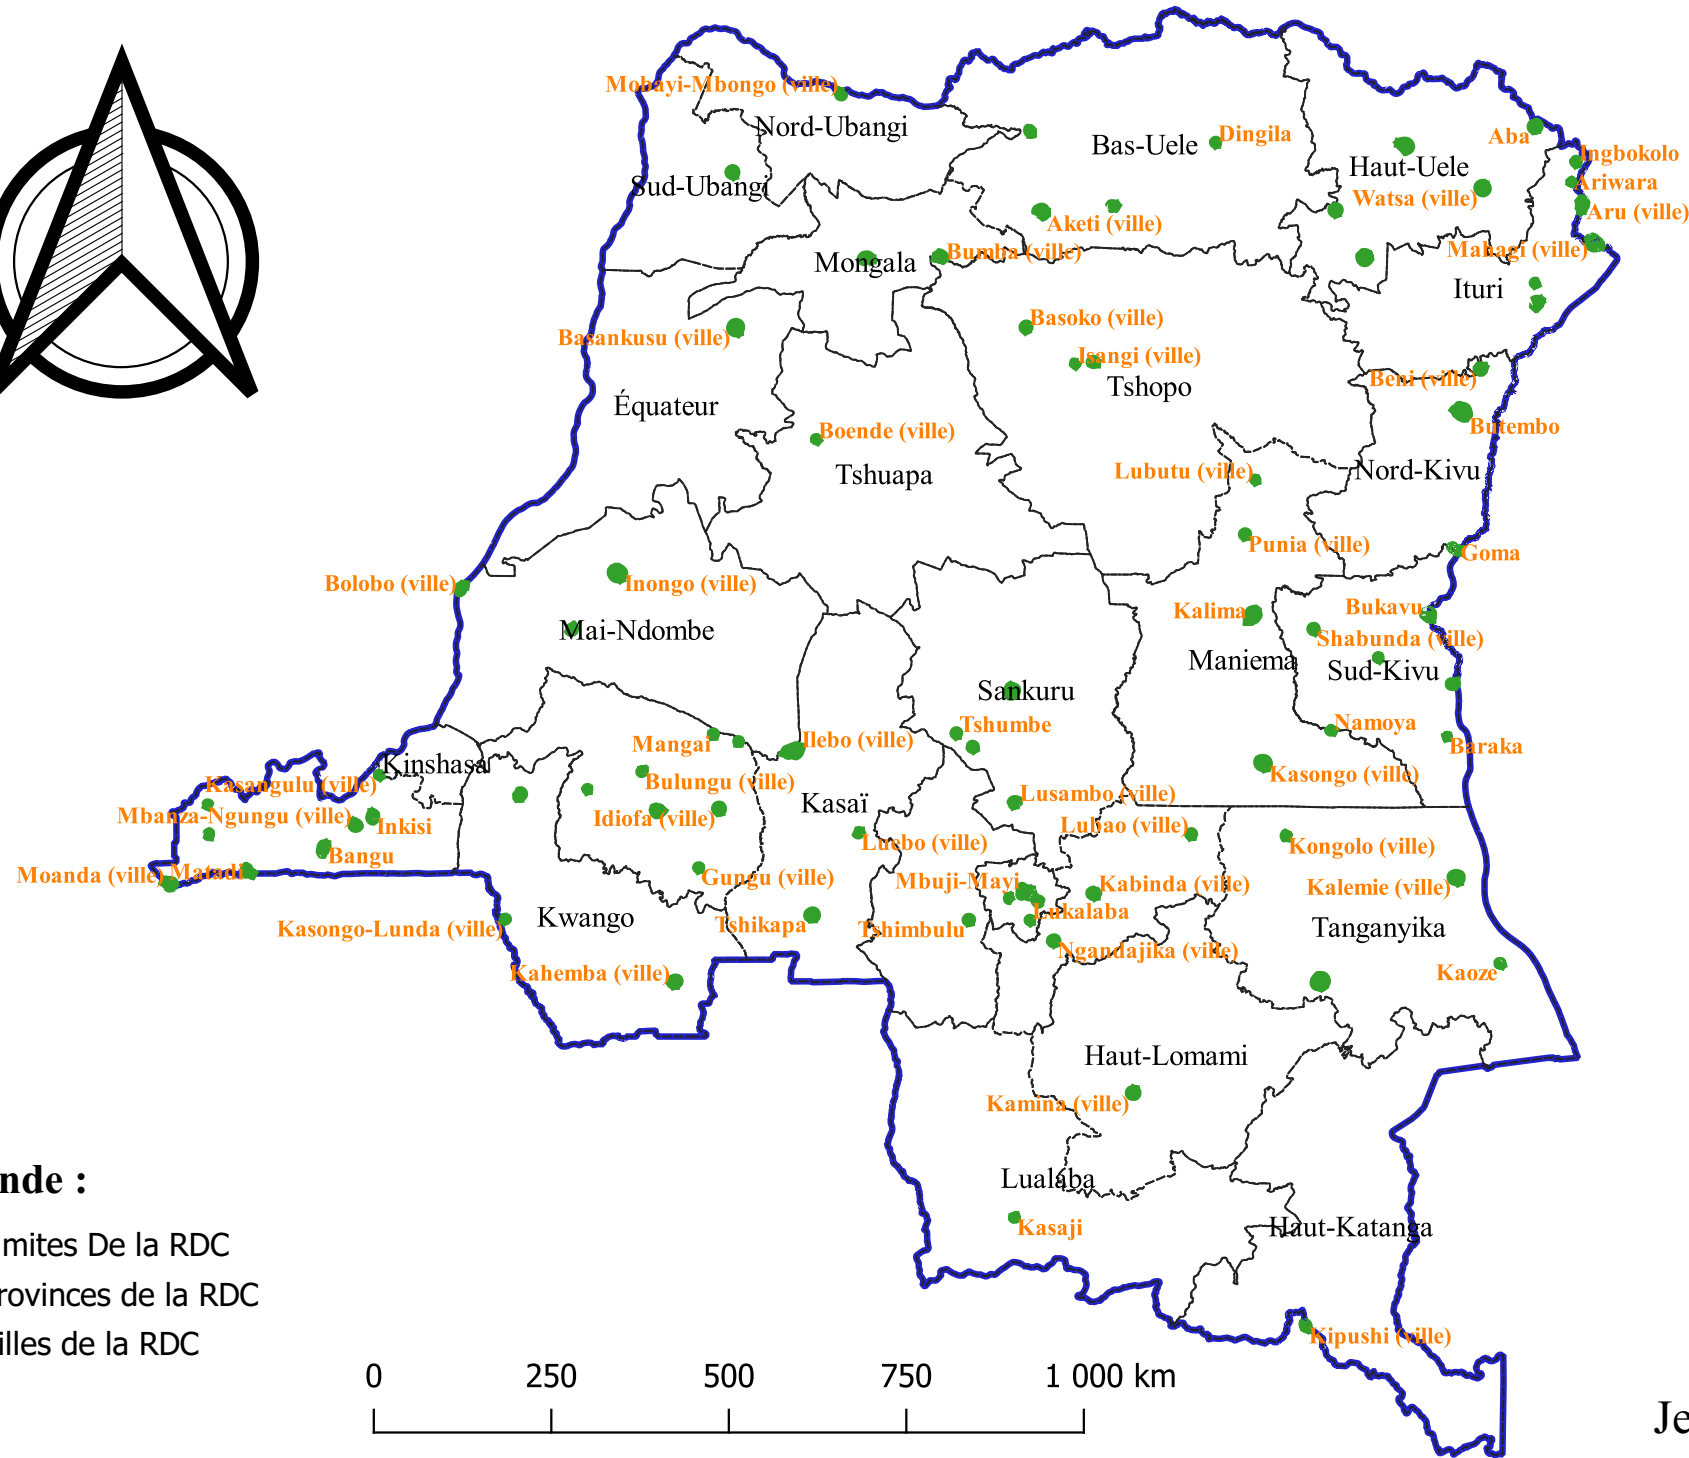 Mobayi-Mbongo (ville)
Nord-Ubangi
Bas-Uele
Dingila
Aba
Ingbokolo
Haut-Uele
Ariwara
Sud-Ubangi
Watsa (ville)
Aru (ville)
Aketi (ville)
Mahagi (ville)
Bumba (ville)
Mongala
Ituri
Basoko (ville)
Basankusu (ville)
Isangi (ville)
Beni (ville)
Tshopo
Équateur
Butembo
Boende (ville)
Lubutu (ville)
Nord-Kivu
Tshuapa
Punia (ville)
Goma
Bolobo (ville)
Inongo (ville)
Bukavu
Kalima
Mai-Ndombe
Shabunda (ville)
Maniema
Sud-Kivu
Sankuru
Tshumbe
Namoya
Mangai
Ilebo (ville)
Baraka
Kinshasa
Kasongo (ville)
Kasangulu (ville)
Bulungu (ville)
Lusambo (ville)
Kasaï
Mbanza-Ngungu (ville)
Idiofa (ville)
Inkisi
Lubao (ville)
Luebo (ville)
Kongolo (ville)
Bangu
Moanda (ville)
Matadi
Gungu (ville)
Mbuji-Mayi
Kabinda (ville)
Kalemie (ville)
Lukalaba
Kwango
Tshikapa
Tshimbulu
Kasongo-Lunda (ville)
Tanganyika
Ngandajika (ville)
Kahemba (ville)
Kaoze
Haut-Lomami
Kamina (ville)
Lualaba
Kasaji
Haut-Katanga
Kipushi (ville)
nde :
mites De la RDC
rovinces de la RDC
illes de la RDC
0 250 500 750 1 000 km
Je